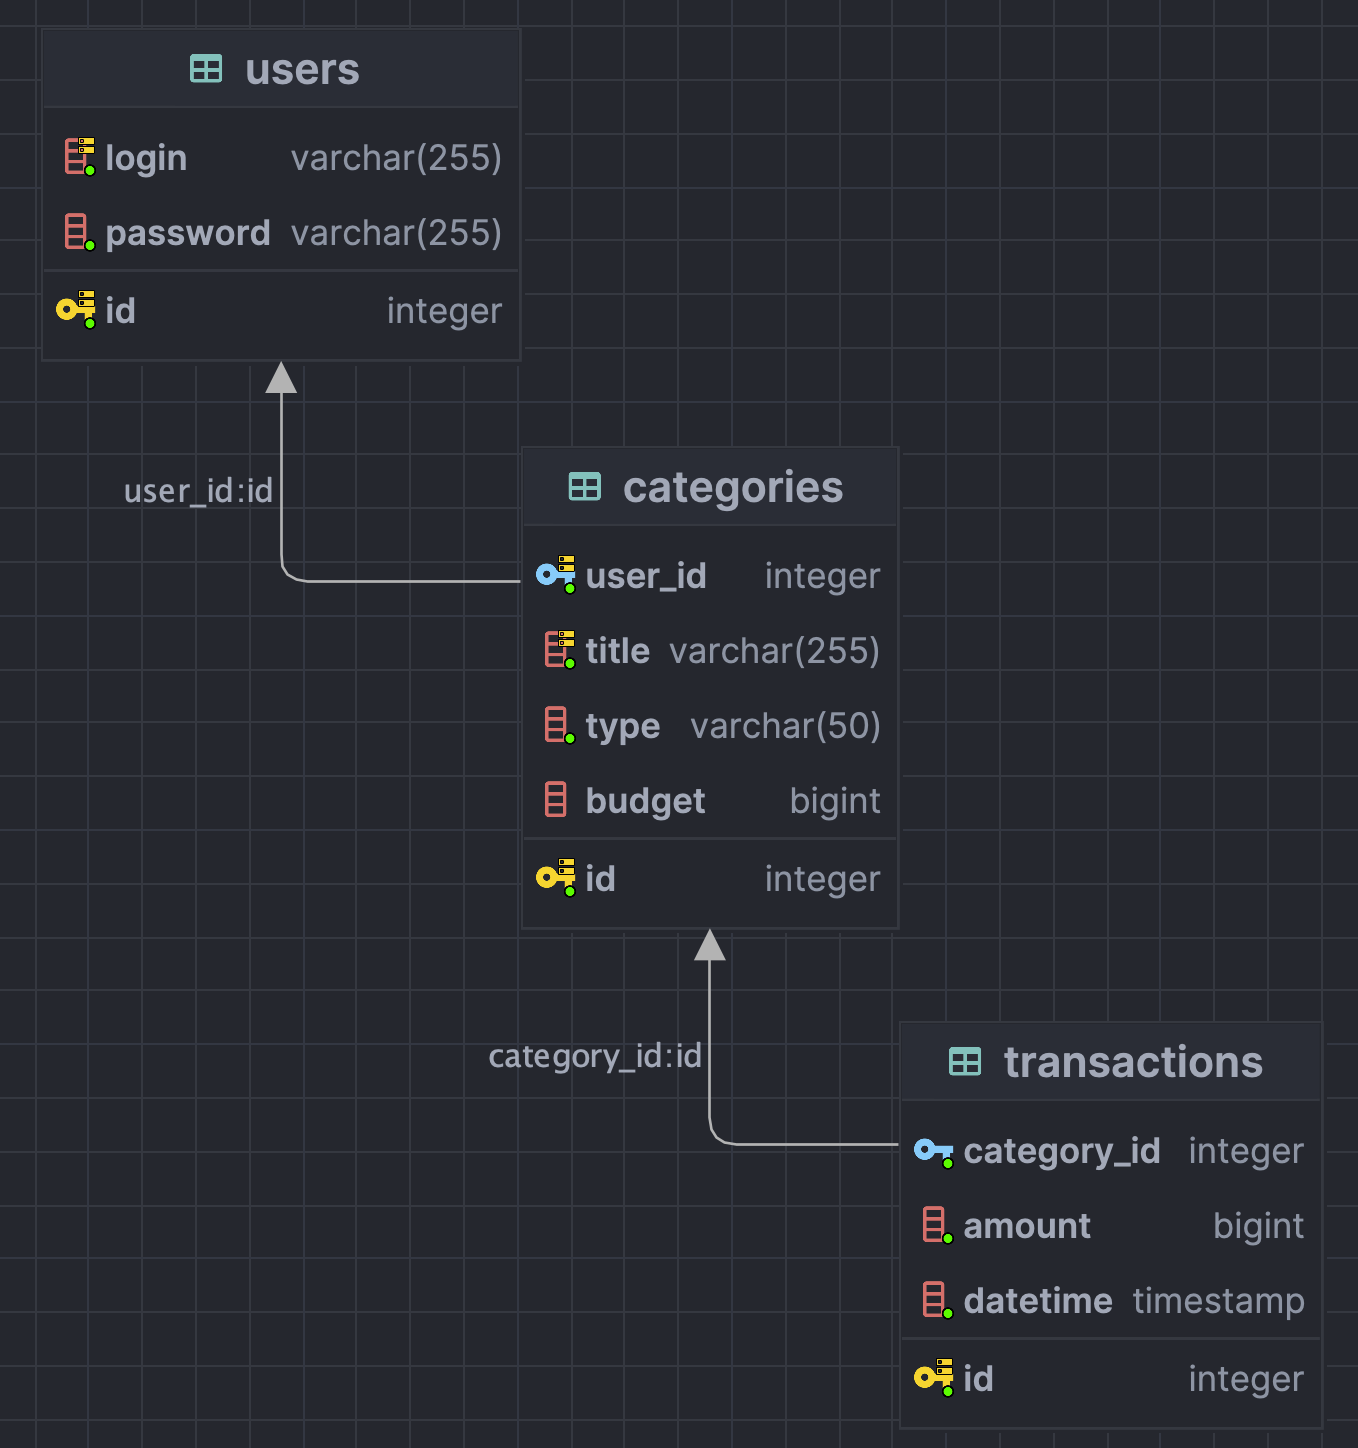 users
login varchar(255)
password varchar(255)
id integer
user_id:id
categories
user_id integer
title varchar(255)
type varchar(50)
budget bigint
id integer
category_id:id
transactions
category_id integer
amount bigint
datetime timestamp
id integer